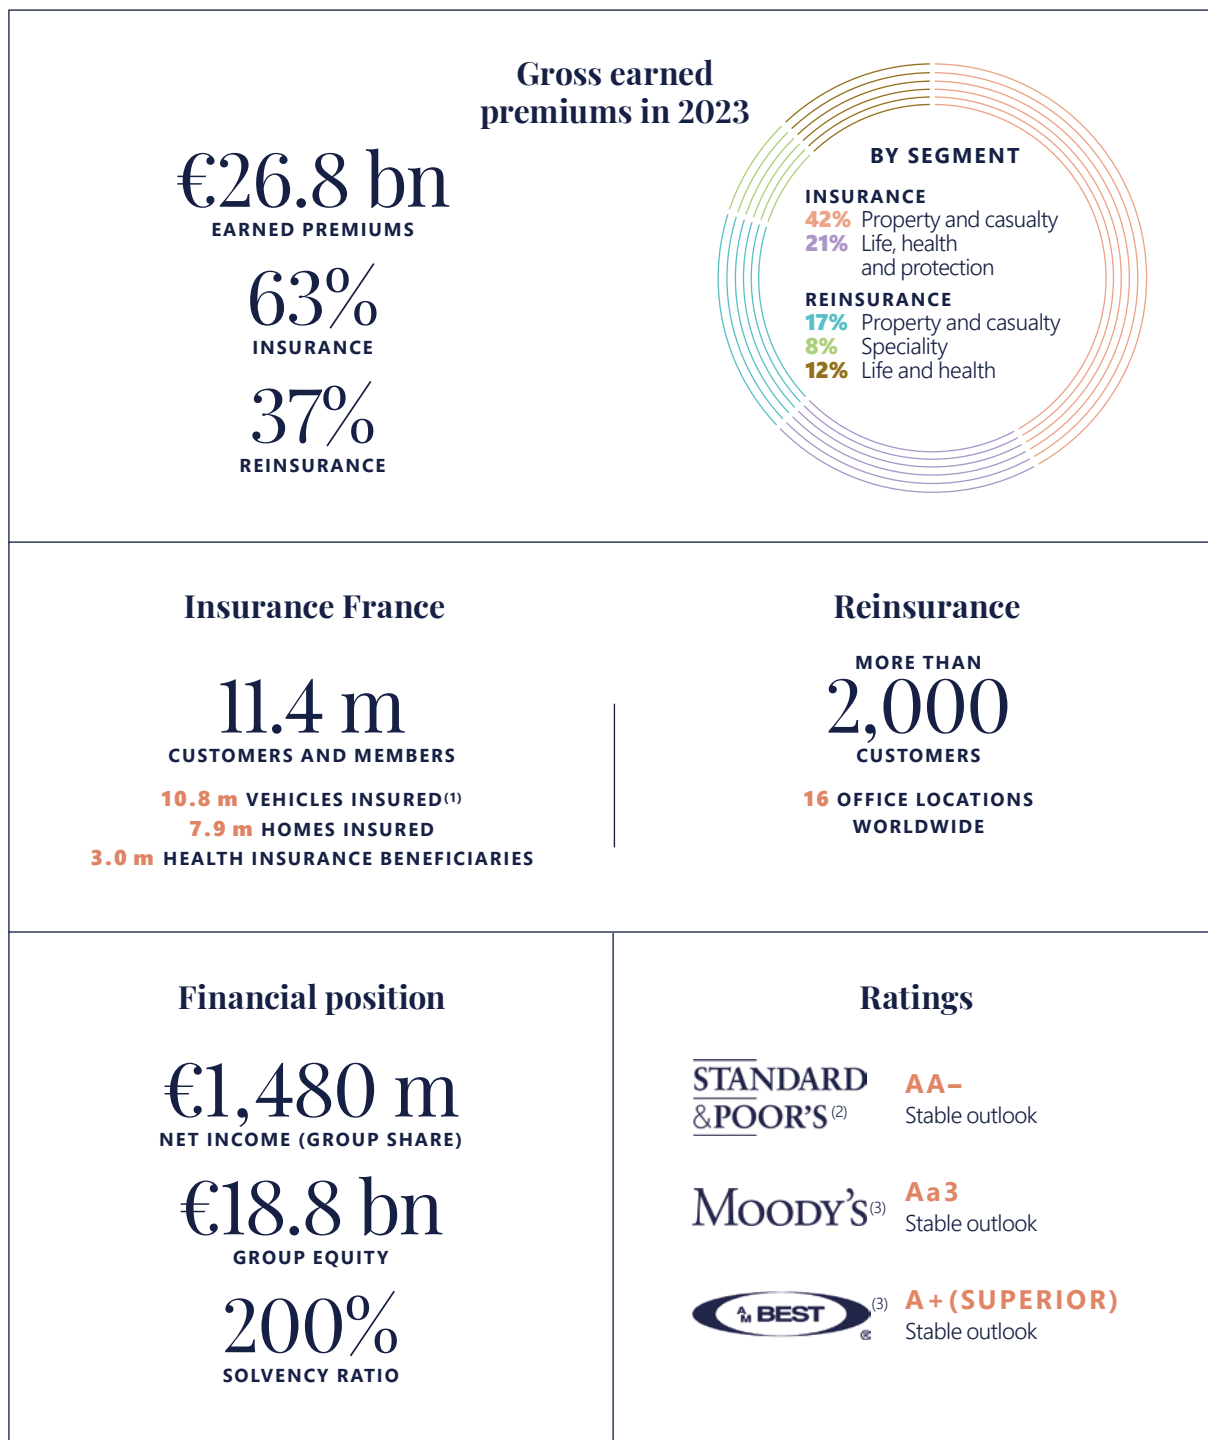 Gross earned
premiums in 2023
€26.8 bn
EARNED PREMIUMS
63%
INSURANCE
37%
REINSURANCE
BY SEGMENT
INSURANCE
42% Property and casualty
21% Life, health
and protection
REINSURANCE
17% Property and casualty
8% Speciality
12% Life and health
Insurance France
11.4 m
CUSTOMERS AND MEMBERS
10.8 m VEHICLES INSURED(1)
7.9 m HOMES INSURED
3.0 m HEALTH INSURANCE BENEFICIARIES
Reinsurance
MORE THAN
2,000
CUSTOMERS
16 OFFICE LOCATIONS
WORLDWIDE
Financial position
€1,480 m
NET INCOME (GROUP SHARE)
€18.8 bn
GROUP EQUITY
200%
SOLVENCY RATIO
Ratings
STANDARD
&POOR'S (2)
AA–
Stable outlook
MOODY'S (3)
Aa3
Stable outlook
AM BEST (3)
A+ (SUPERIOR)
Stable outlook